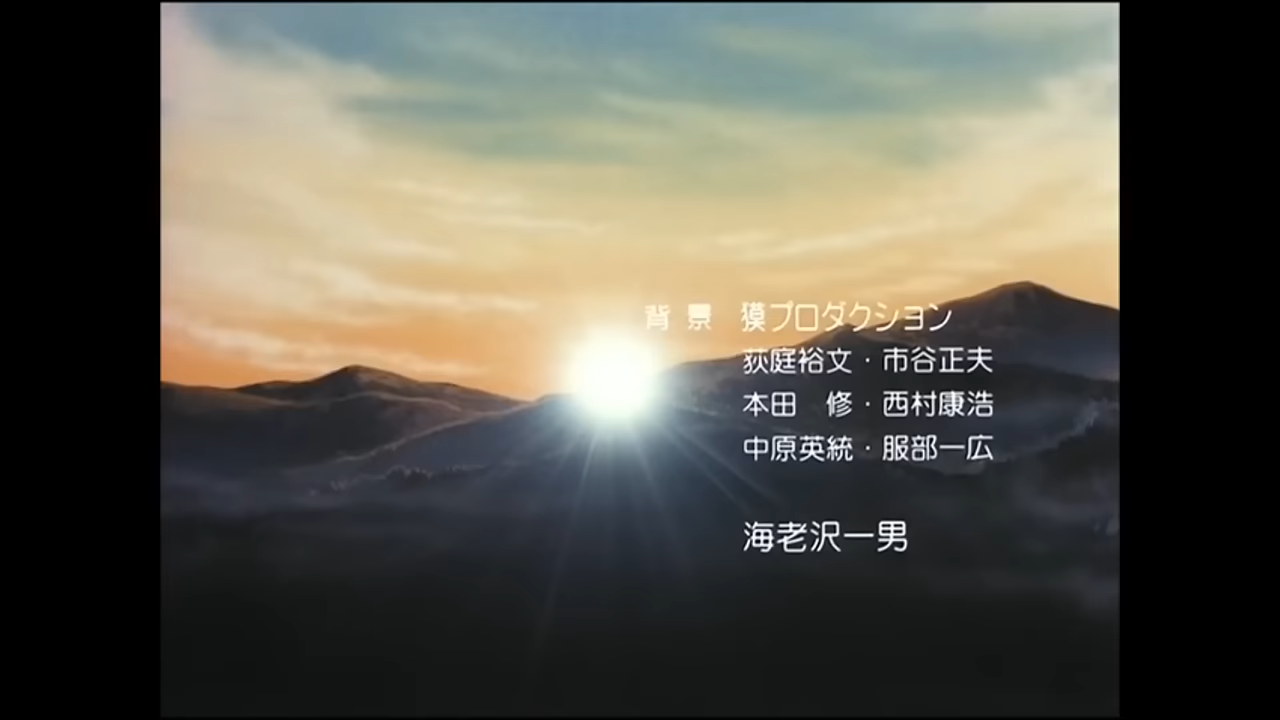 背景 獏プロダクション
荻庭裕文・市谷正夫
本田 修・西村康浩
中原英統・服部一広
海老沢一男